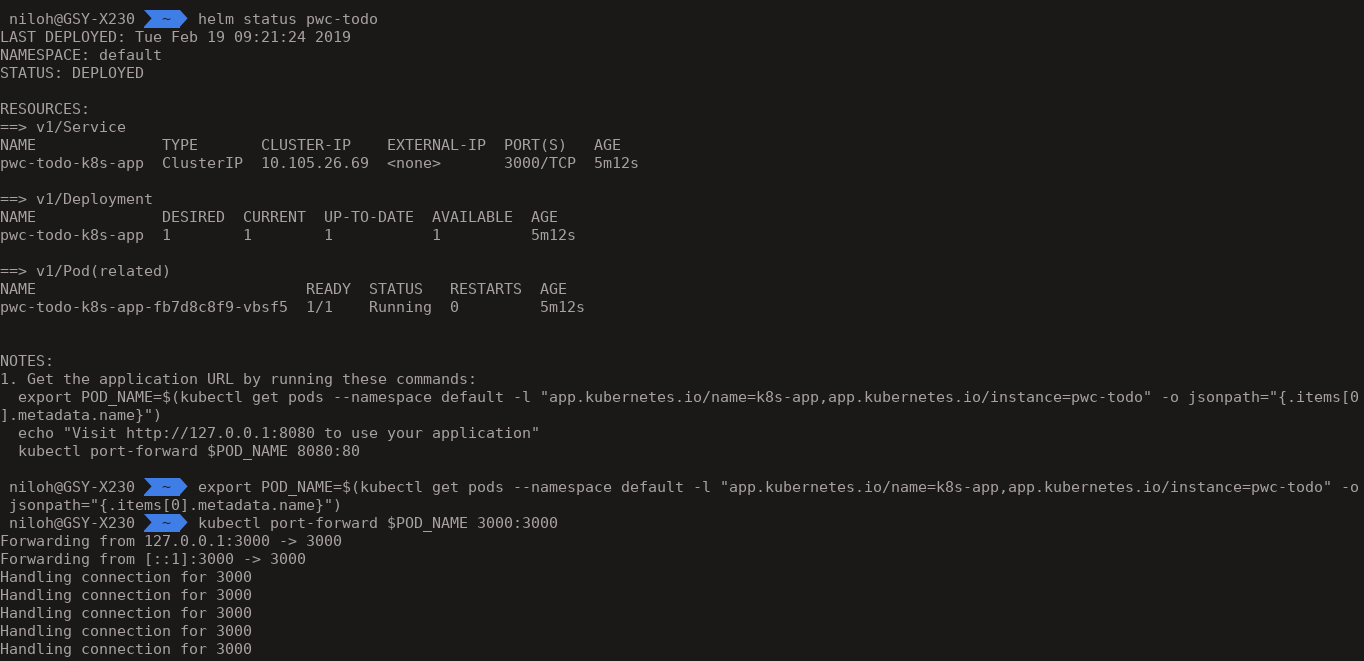 niloh@GSY-X230 ~ helm status pwc-todo
LAST DEPLOYED: Tue Feb 19 09:21:24 2019
NAMESPACE: default
STATUS: DEPLOYED

RESOURCES:
==> v1/Service
NAME              TYPE       CLUSTER-IP    EXTERNAL-IP  PORT(S)   AGE
pwc-todo-k8s-app  ClusterIP  10.105.26.69  <none>       3000/TCP  5m12s

==> v1/Deployment
NAME              DESIRED  CURRENT  UP-TO-DATE  AVAILABLE  AGE
pwc-todo-k8s-app  1        1        1           1          5m12s

==> v1/Pod(related)
NAME                              READY  STATUS   RESTARTS  AGE
pwc-todo-k8s-app-fb7d8c8f9-vbsf5  1/1    Running  0         5m12s


NOTES:
1. Get the application URL by running these commands:
  export POD_NAME=$(kubectl get pods --namespace default -l "app.kubernetes.io/name=k8s-app,app.kubernetes.io/instance=pwc-todo" -o jsonpath="{.items[0
].metadata.name}")
  echo "Visit http://127.0.0.1:8080 to use your application"
  kubectl port-forward $POD_NAME 8080:80

niloh@GSY-X230 ~ export POD_NAME=$(kubectl get pods --namespace default -l "app.kubernetes.io/name=k8s-app,app.kubernetes.io/instance=pwc-todo" -o
 jsonpath="{.items[0].metadata.name}")
niloh@GSY-X230 ~ kubectl port-forward $POD_NAME 3000:3000
Forwarding from 127.0.0.1:3000 -> 3000
Forwarding from [::1]:3000 -> 3000
Handling connection for 3000
Handling connection for 3000
Handling connection for 3000
Handling connection for 3000
Handling connection for 3000